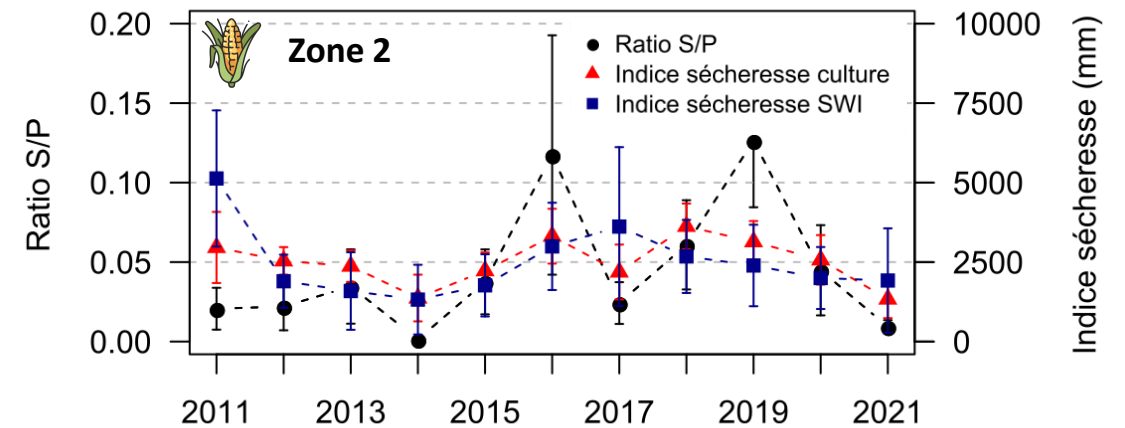 Zone 2
Ratio S/P
Indice sécheresse culture
Indice sécheresse SWI
Ratio S/P
0.20
0.15
0.10
0.05
0.00
10000
7500
5000
2500
0
Indice sécheresse (mm)
2011
2013
2015
2017
2019
2021